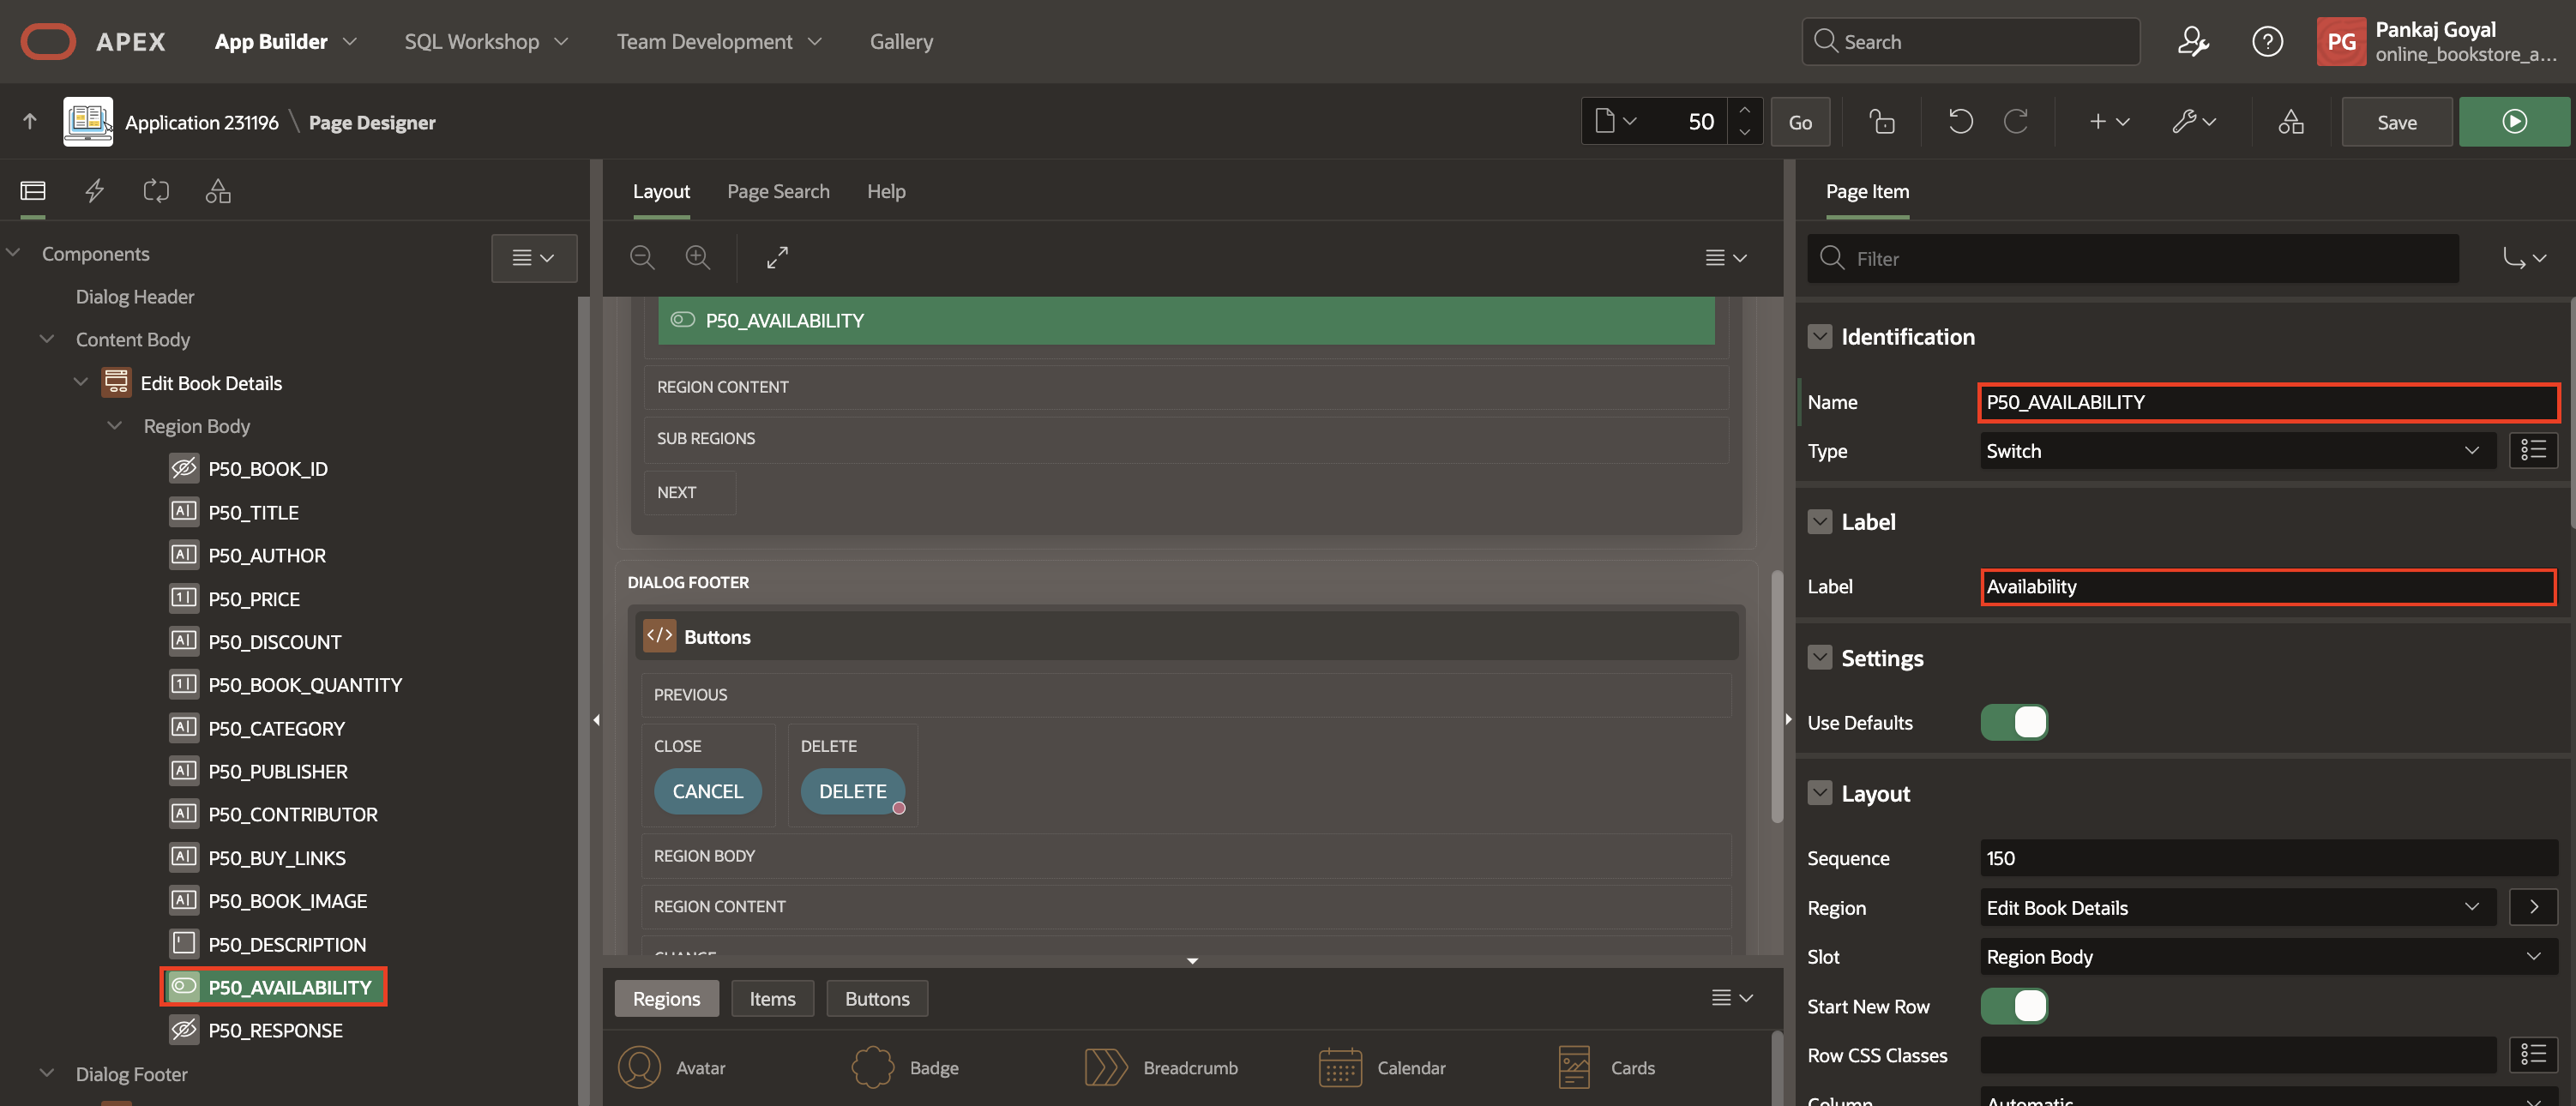 APEX
App Builder
SQL Workshop
Team Development
Gallery
Search
PG
Pankaj Goyal
online_bookstore_a...
Application 231196 \ Page Designer
50
Go
Save
Layout
Page Search
Help
Page Item
Components
Dialog Header
Content Body
Edit Book Details
Region Body
P50_BOOK_ID
P50_TITLE
P50_AUTHOR
P50_PRICE
P50_DISCOUNT
P50_BOOK_QUANTITY
P50_CATEGORY
P50_PUBLISHER
P50_CONTRIBUTOR
P50_BUY_LINKS
P50_BOOK_IMAGE
P50_DESCRIPTION
P50_AVAILABILITY
P50_RESPONSE
Dialog Footer
P50_AVAILABILITY
REGION CONTENT
SUB REGIONS
NEXT
DIALOG FOOTER
Buttons
PREVIOUS
CLOSE
DELETE
CANCEL
DELETE
REGION BODY
REGION CONTENT
CHANGE
Regions
Items
Buttons
Avatar
Badge
Breadcrumb
Calendar
Cards
Filter
Identification
Name
P50_AVAILABILITY
Type
Switch
Label
Label
Availability
Settings
Use Defaults
Layout
Sequence
150
Region
Edit Book Details
Slot
Region Body
Start New Row
Row CSS Classes
Column
Automatic